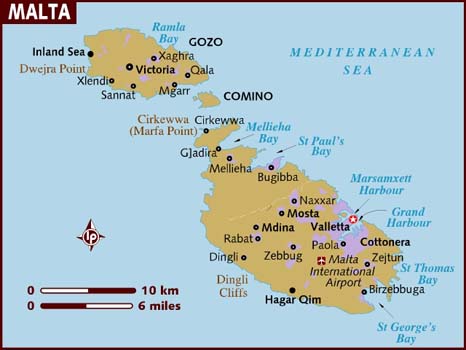 MALTA
Ramla
Bay
GOZO
Inland Sea
Xaghra
Dwejra Point
Victoria
Qala
Xlendi
Sannat
Mgarr
COMINO
MEDITERRANEAN
SEA
Cirkewwa
Cirkewwa
(Marfa Point)
Mellieha
Bay
St Paul's
Bay
Gjadira
Mellieha
Bugibba
Marsamxett
Harbour
Grand
Harbour
Naxxar
Mosta
Valletta
Mdina
Rabat
Paola
Cottonera
Zebbug
Dingli
Malta
International
Airport
Zejtun
St Thomas
Bay
Dingli
Cliffs
Hagar Qim
Birzebbuga
St George's
Bay
lp
0 10 km
0 6 miles